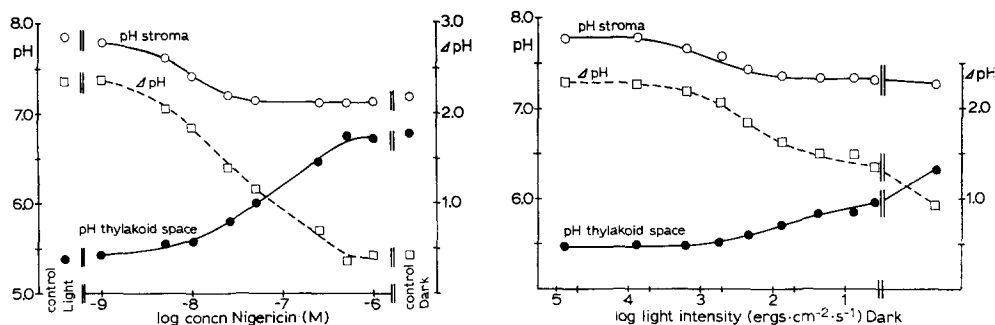 8.0
pH
7.0
6.0
5.0
3.0
ΔpH
2.0
1.0
pH stroma
ΔpH
pH thylakoid space
control
Light
-9
-8
-7
-6
control
Dark
log concn Nigericin (M)
8.0
pH
7.0
6.0
ΔpH
2.0
1.0
pH stroma
ΔpH
pH thylakoid space
5
4
3
2
1
Dark
log light intensity (ergs·cm⁻²·s⁻¹)